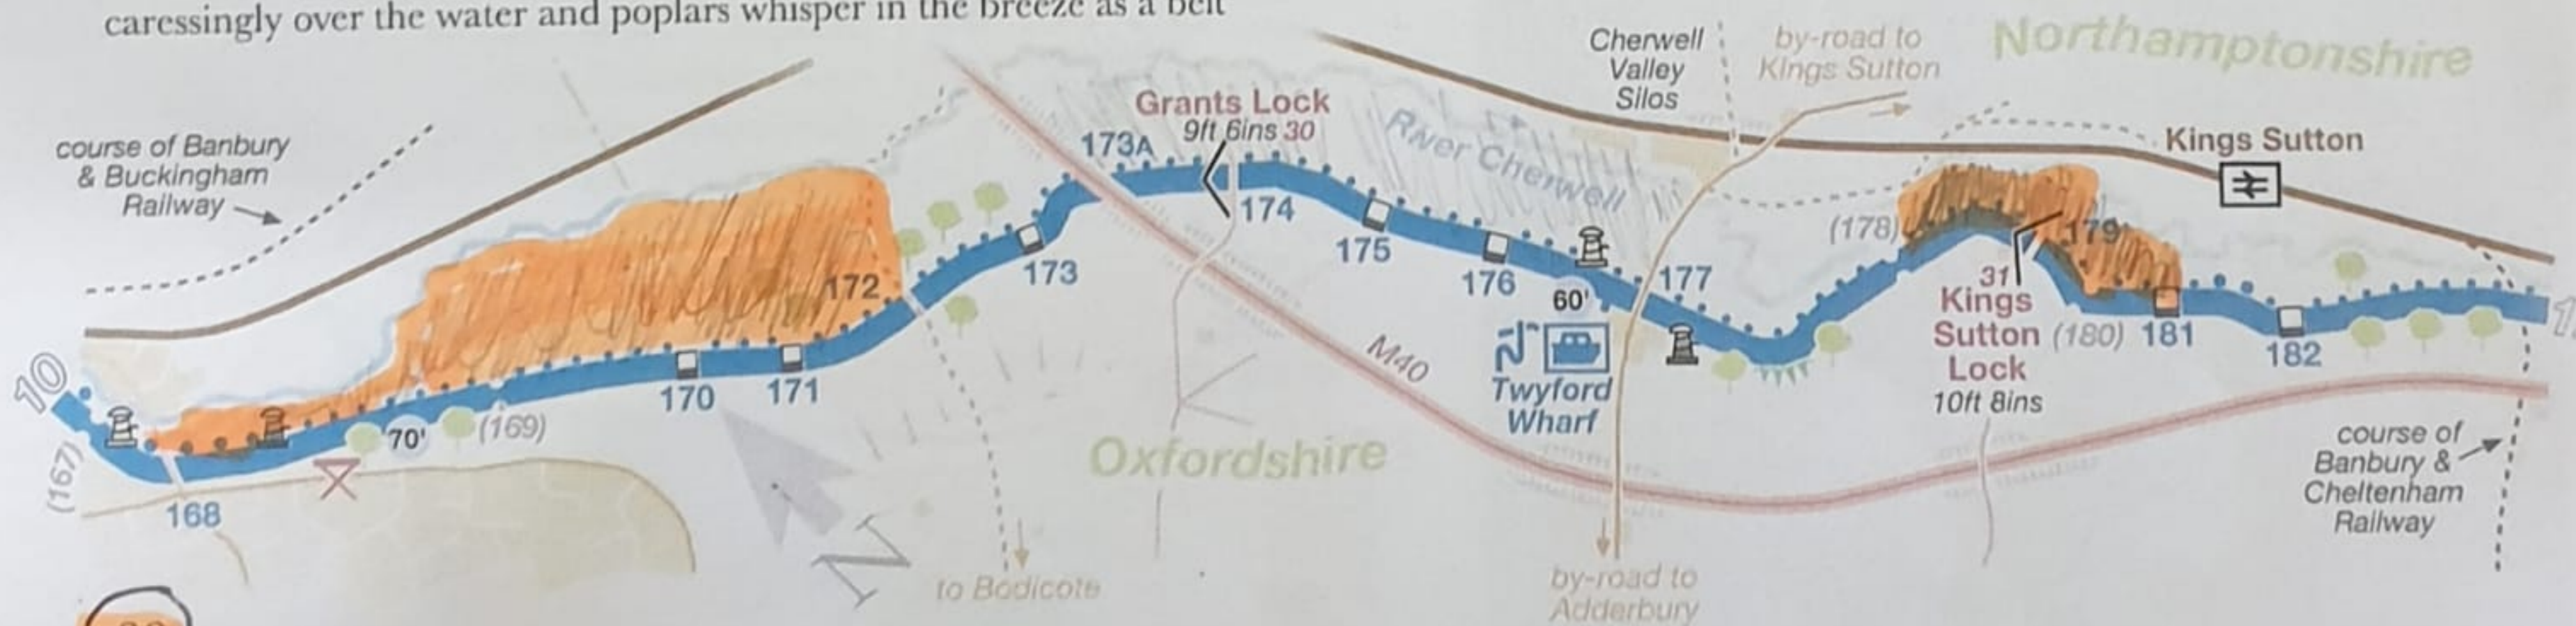 caressingly over the water and poplars whisper in the breeze as a belt
course of Banbury
& Buckingham
Railway
Grants Lock
9ft 6ins 30
173A
River Cherwell
Cherwell
Valley
Silos
by-road to
Kings Sutton
Northamptonshire
Kings Sutton
10
(167)
168
70'
(169)
170
171
172
173
174
175
176
60'
177
Twyford
Wharf
M40
Oxfordshire
N
to Bodicote
by-road to
Adderbury
(178)
179
31
Kings
Sutton
Lock
10ft 8ins
(180)
181
182
course of
Banbury &
Cheltenham
Railway